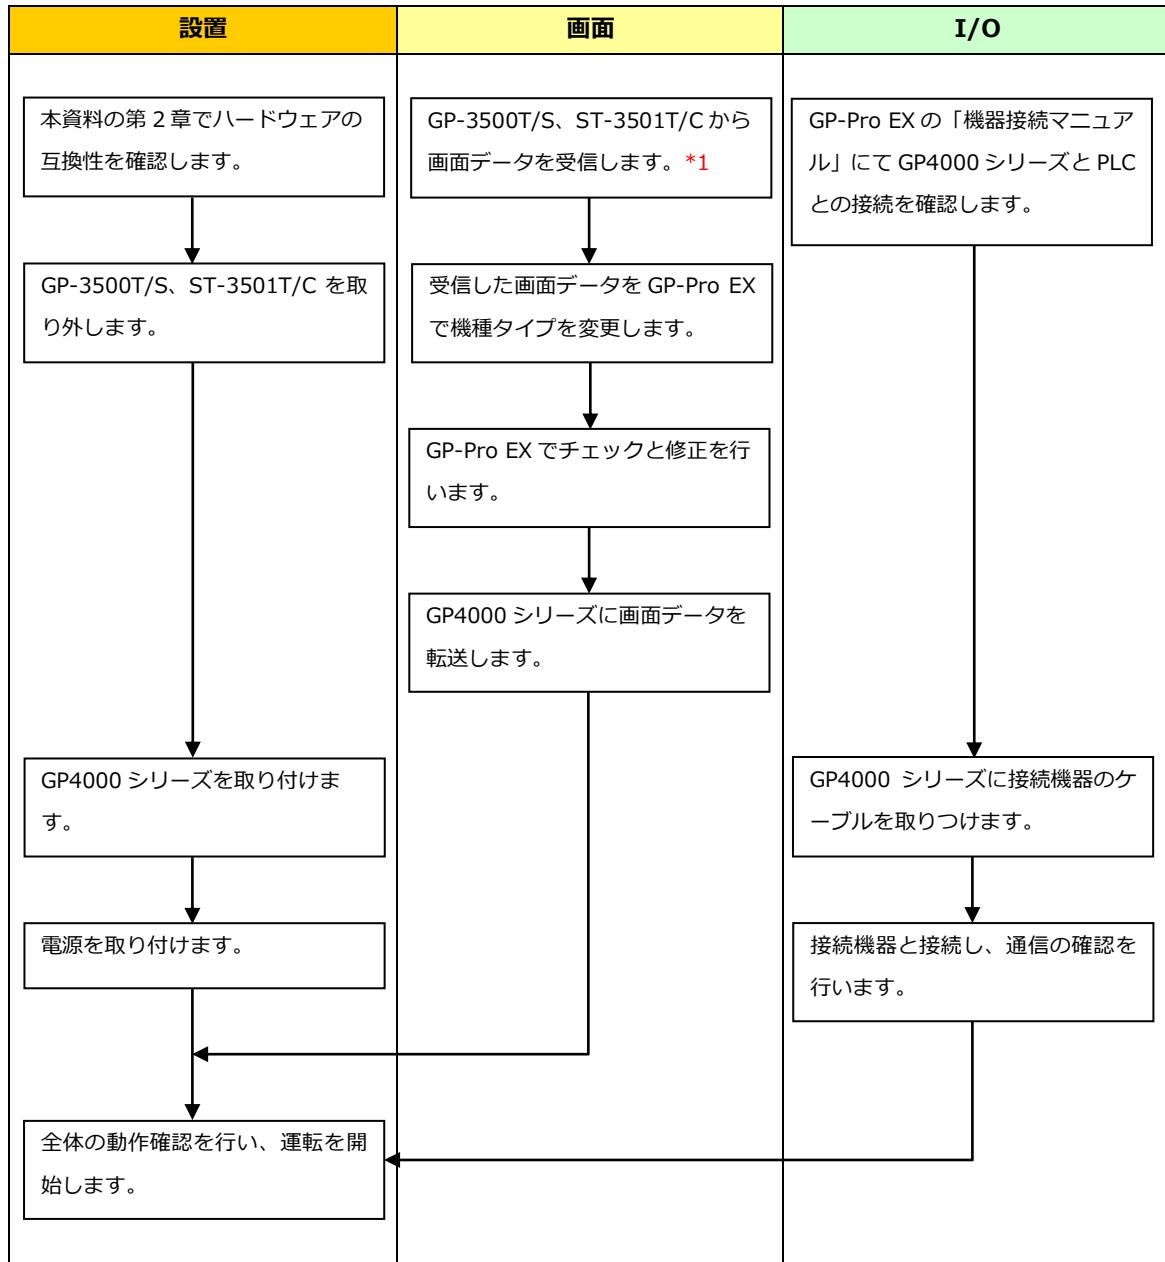 設置
画面
I/O
本資料の第 2 章でハードウェアの
互換性を確認します。
GP-3500T/S、ST-3501T/C を取
り外します。
GP4000 シリーズを取り付けま
す。
電源を取り付けます。
全体の動作確認を行い、運転を開
始します。
GP-3500T/S、ST-3501T/C から
画面データを受信します。*1
受信した画面データを GP-Pro EX
で機種タイプを変更します。
GP-Pro EX でチェックと修正を行
います。
GP4000 シリーズに画面データを
転送します。
GP-Pro EX の「機器接続マニュア
ル」にて GP4000 シリーズと PLC
との接続を確認します。
GP4000 シリーズに接続機器のケ
ーブルを取りつけます。
接続機器と接続し、通信の確認を
行います。